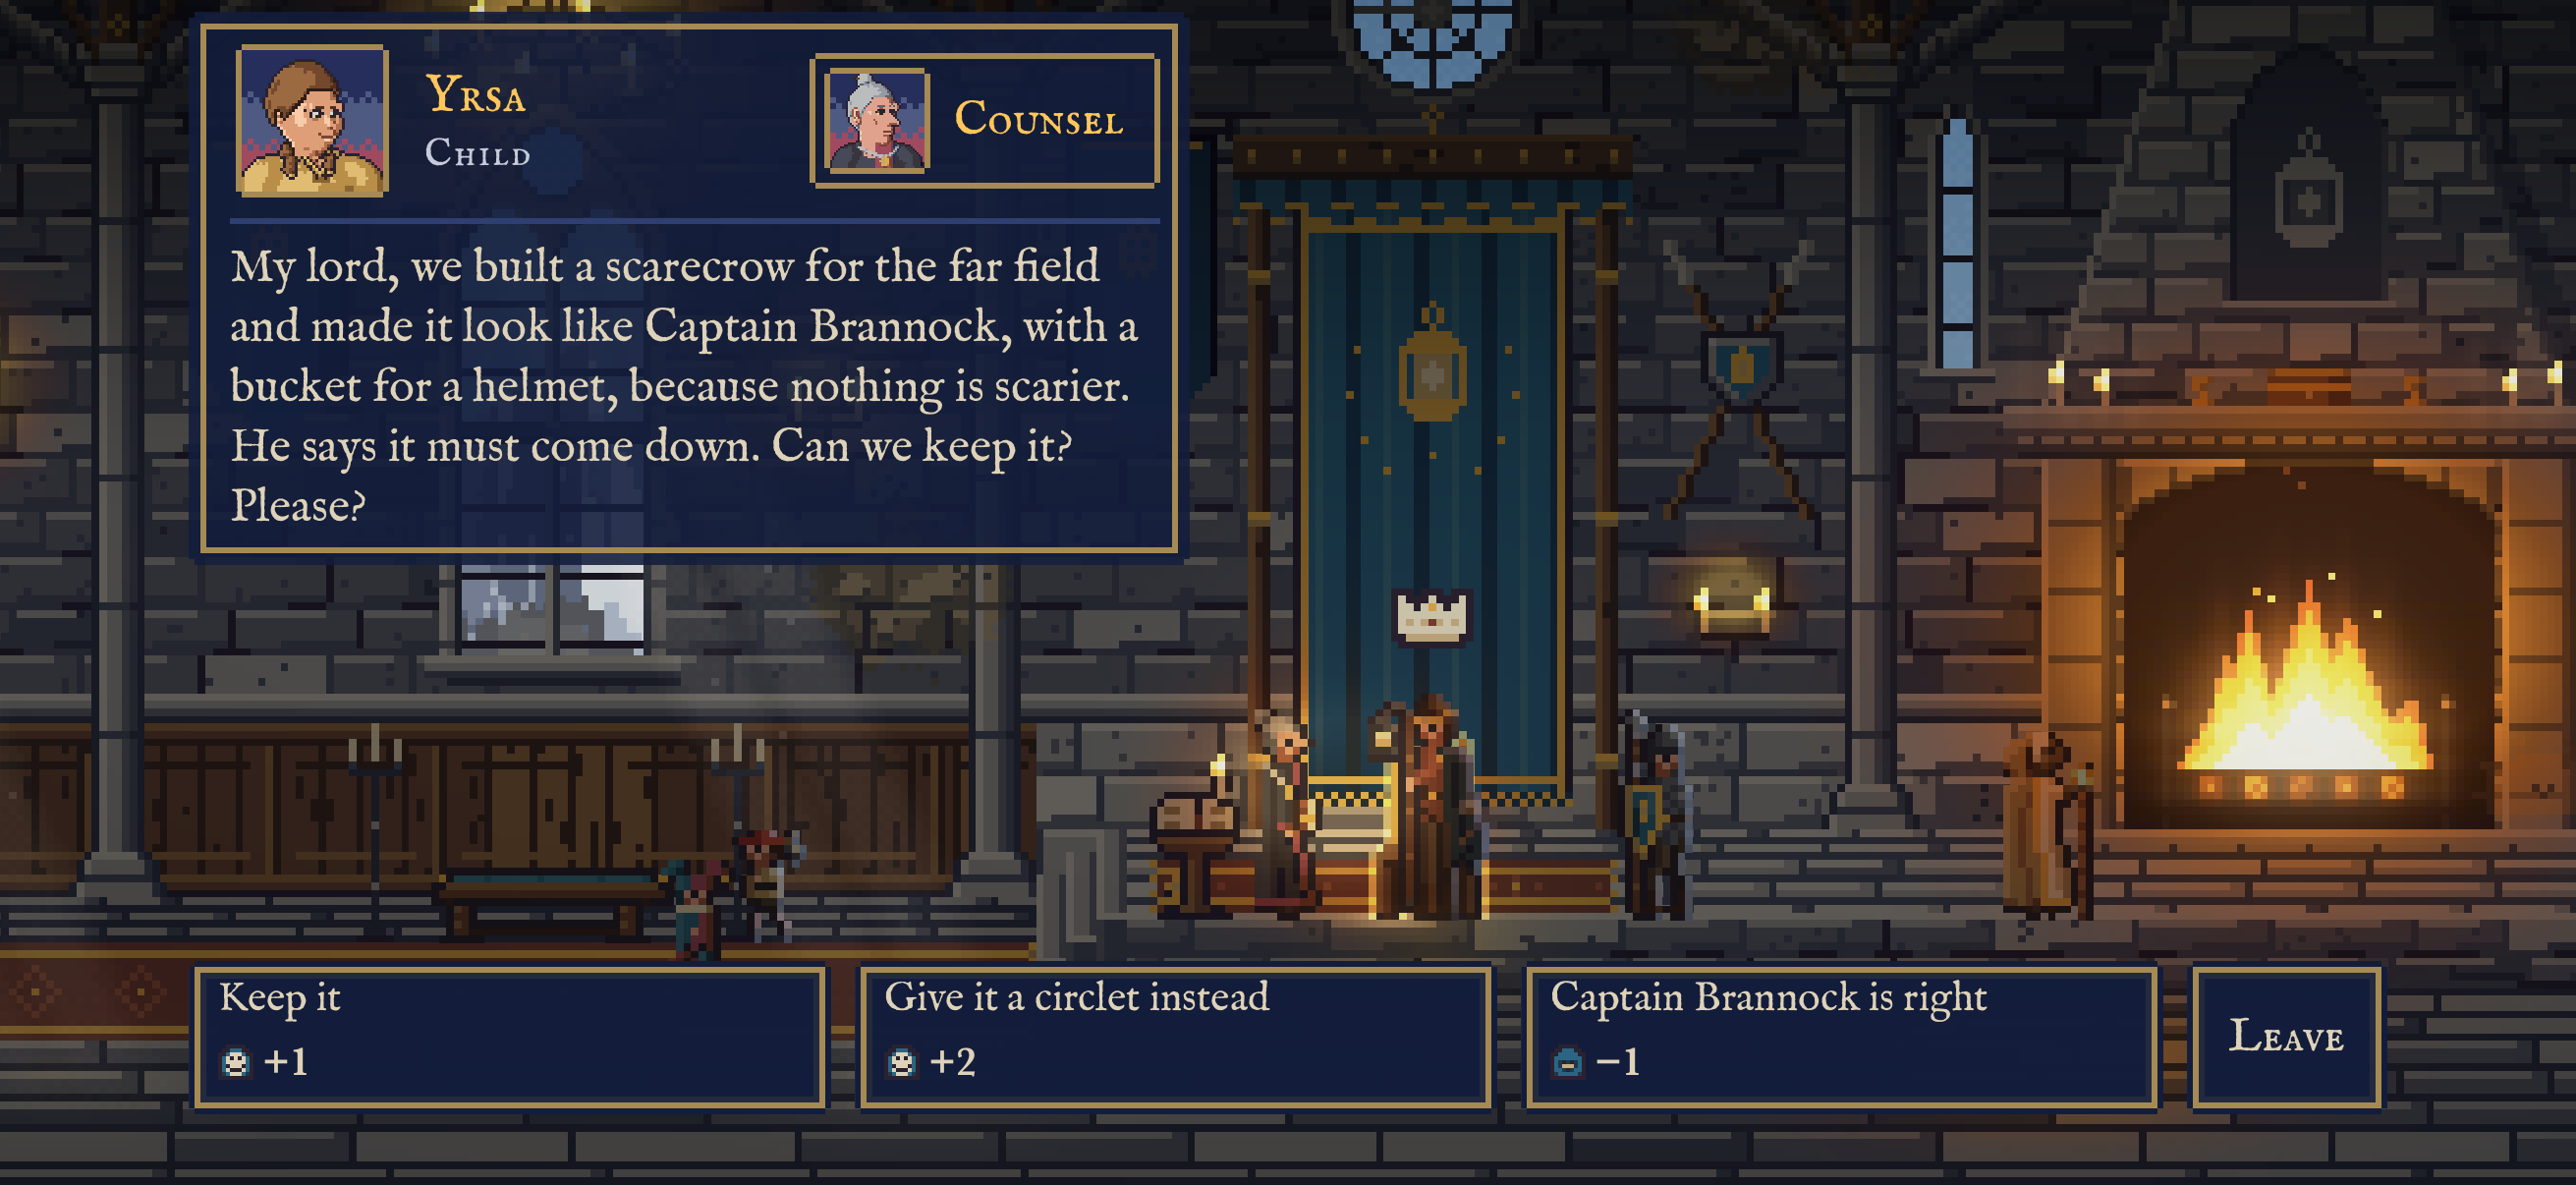 Yrsa
Child
Counsel
My lord, we built a scarecrow for the far field
and made it look like Captain Brannock, with a
bucket for a helmet, because nothing is scarier.
He says it must come down. Can we keep it?
Please?
Keep it
+1
Give it a circlet instead
+2
Captain Brannock is right
−1
Leave